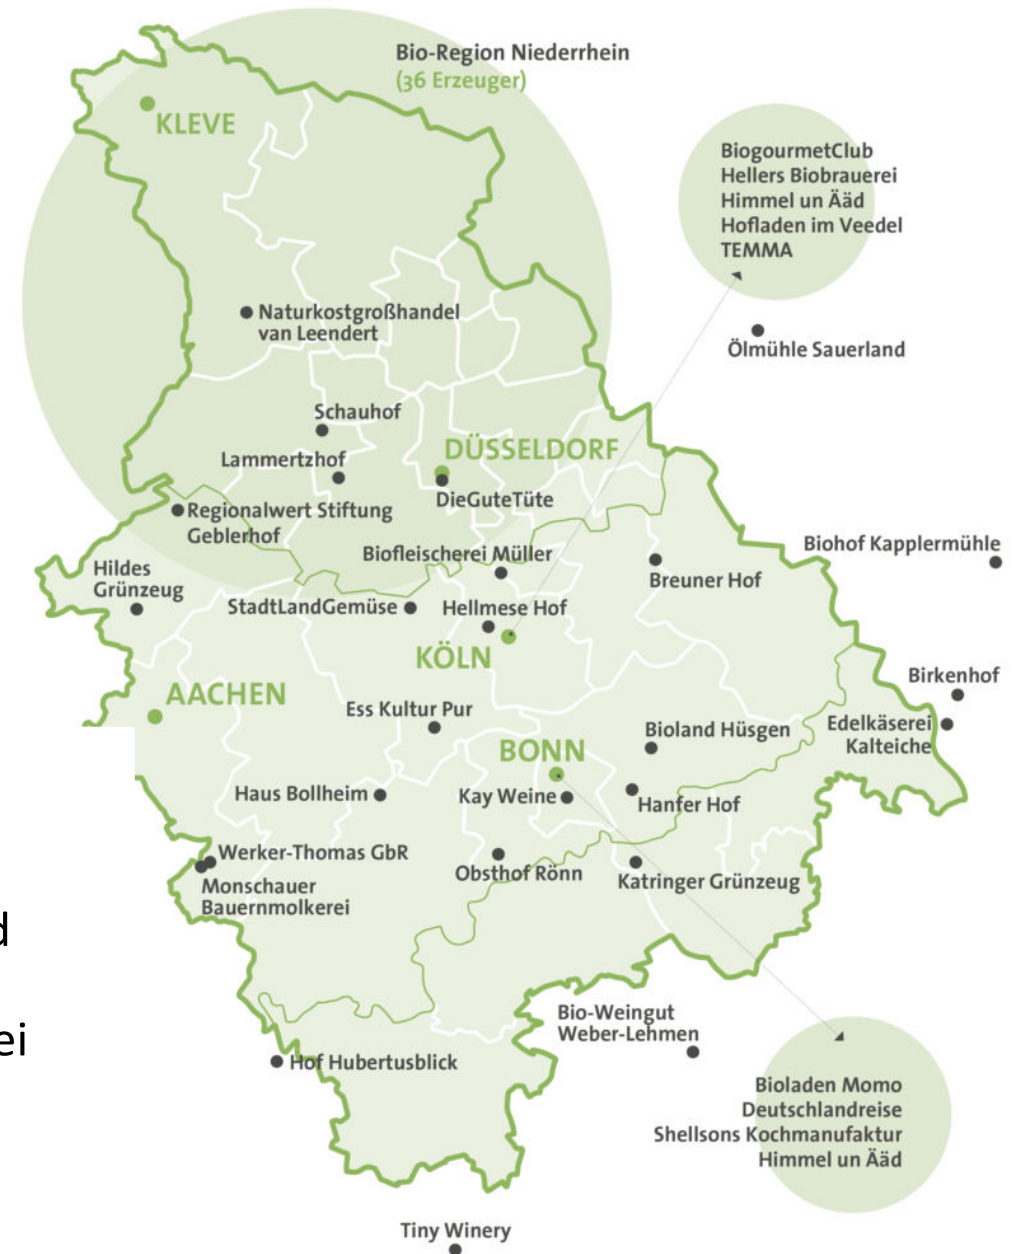 Bio-Region Niederrhein
(36 Erzeuger)
KLEVE
BiogourmetClub
Hellers Biobrauerei
Himmel un Ääd
Hofladen im Veedel
TEMMA
Naturkostgroßhandel
van Leendert
Ölmühle Sauerland
Schauhof
DÜSSELDORF
Lammertzhof
DieGuteTüte
Regionalwert Stiftung
Geblerhof
Biofleischerei Müller
Biohof Kapplermühle
Hildes
Grünzeug
Breuner Hof
StadtLandGemüse
Hellmese Hof
KÖLN
Birkenhof
AACHEN
Ess Kultur Pur
Bioland Hüsgen
Edelkäserei
Kalteiche
BONN
Haus Bollheim
Kay Weine
Hanfer Hof
Werker-Thomas GbR
Obsthof Rönn
Katringer Grünzeug
Monschauer
Bauernmolkerei
d
ei
Bio-Weingut
Weber-Lehmen
Hof Hubertusblick
Bioladen Momo
Deutschlandreise
Shellsons Kochmanufaktur
Himmel un Ääd
Tiny Winery